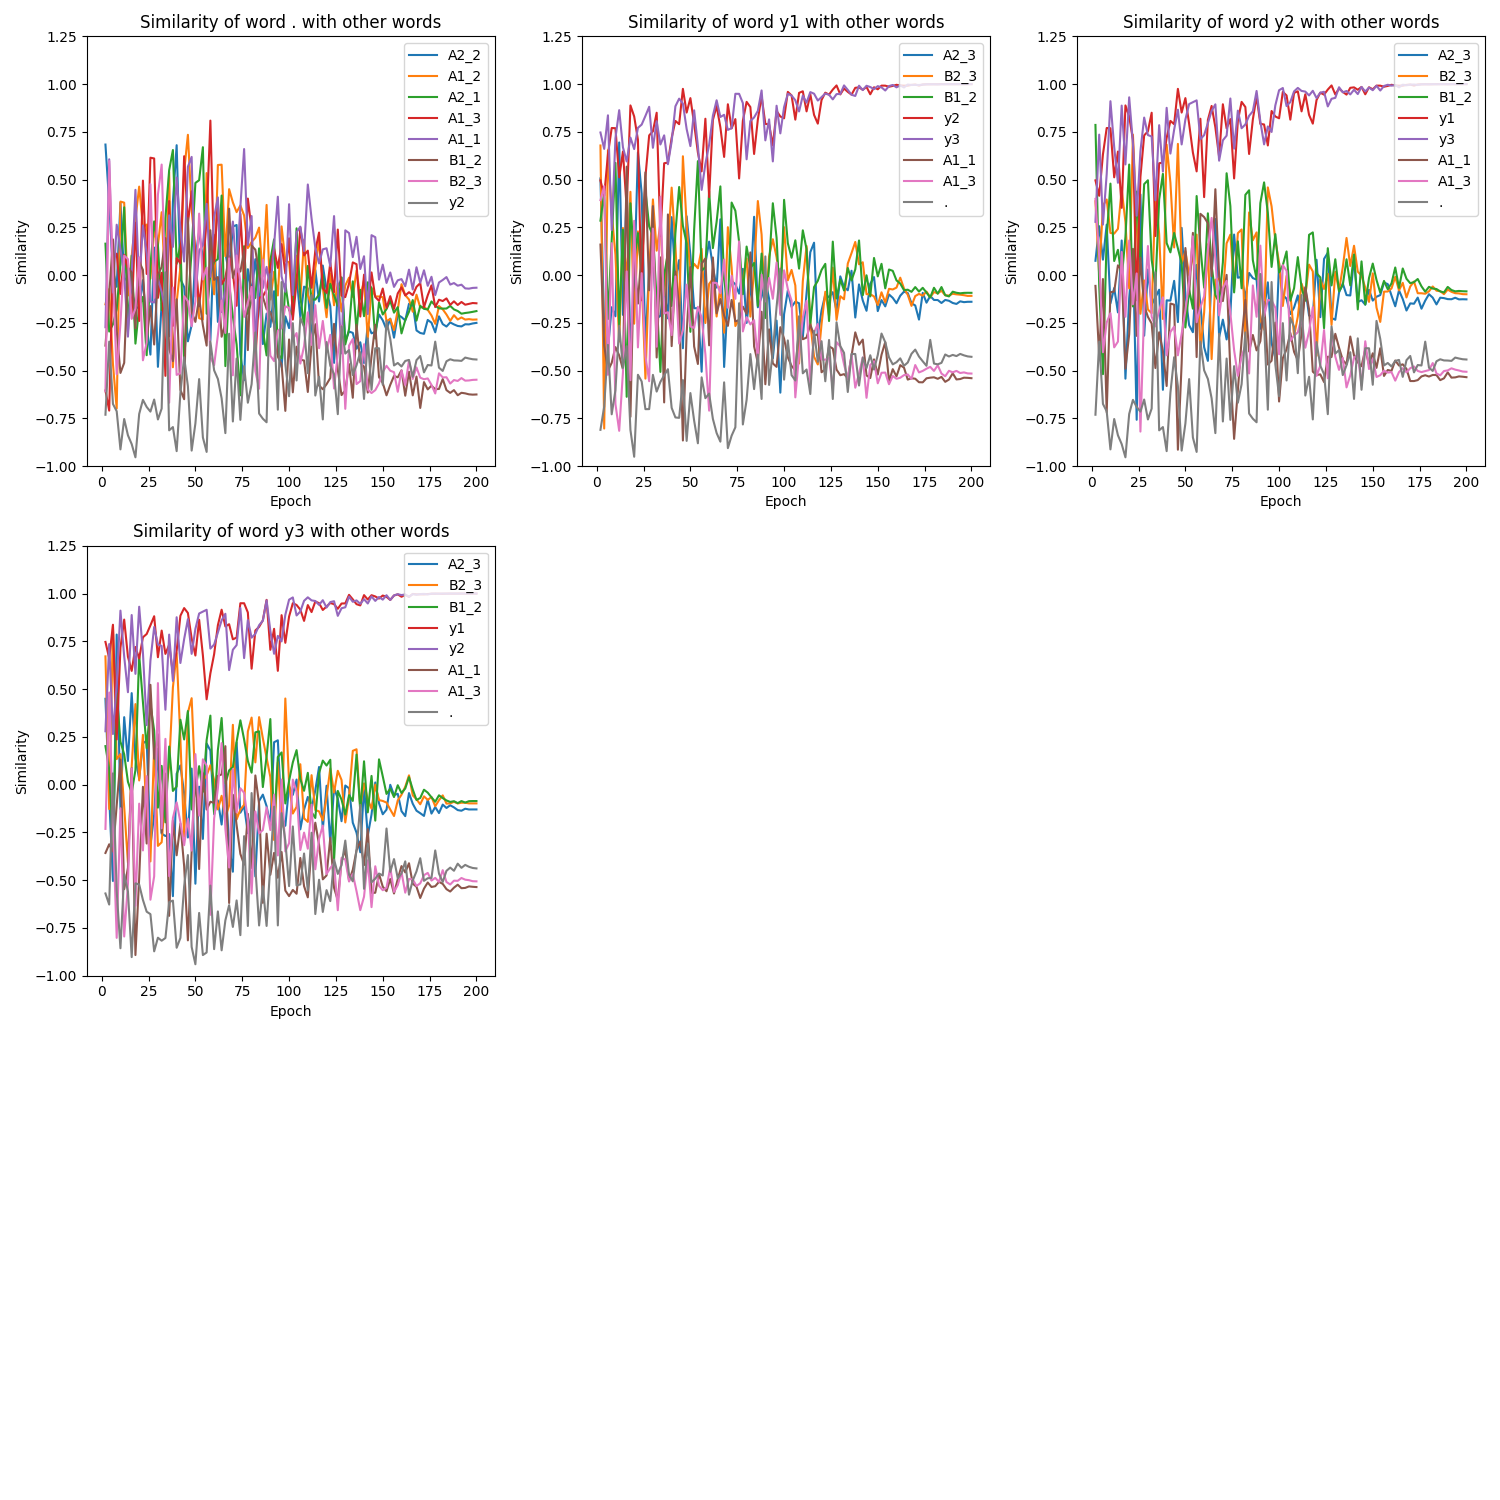 Similarity of word . with other words
Similarity
1.25
1.00
0.75
0.50
0.25
0.00
−0.25
−0.50
−0.75
−1.00
0 25 50 75 100 125 150 175 200
Epoch
A2_2
A1_2
A2_1
A1_3
A1_1
B1_2
B2_3
y2
Similarity of word y1 with other words
Similarity
1.25
1.00
0.75
0.50
0.25
0.00
−0.25
−0.50
−0.75
−1.00
0 25 50 75 100 125 150 175 200
Epoch
A2_3
B2_3
B1_2
y2
y3
A1_1
A1_3
.
Similarity of word y2 with other words
Similarity
1.25
1.00
0.75
0.50
0.25
0.00
−0.25
−0.50
−0.75
−1.00
0 25 50 75 100 125 150 175 200
Epoch
A2_3
B2_3
B1_2
y1
y3
A1_1
A1_3
.
Similarity of word y3 with other words
Similarity
1.25
1.00
0.75
0.50
0.25
0.00
−0.25
−0.50
−0.75
−1.00
0 25 50 75 100 125 150 175 200
Epoch
A2_3
B2_3
B1_2
y1
y2
A1_1
A1_3
.